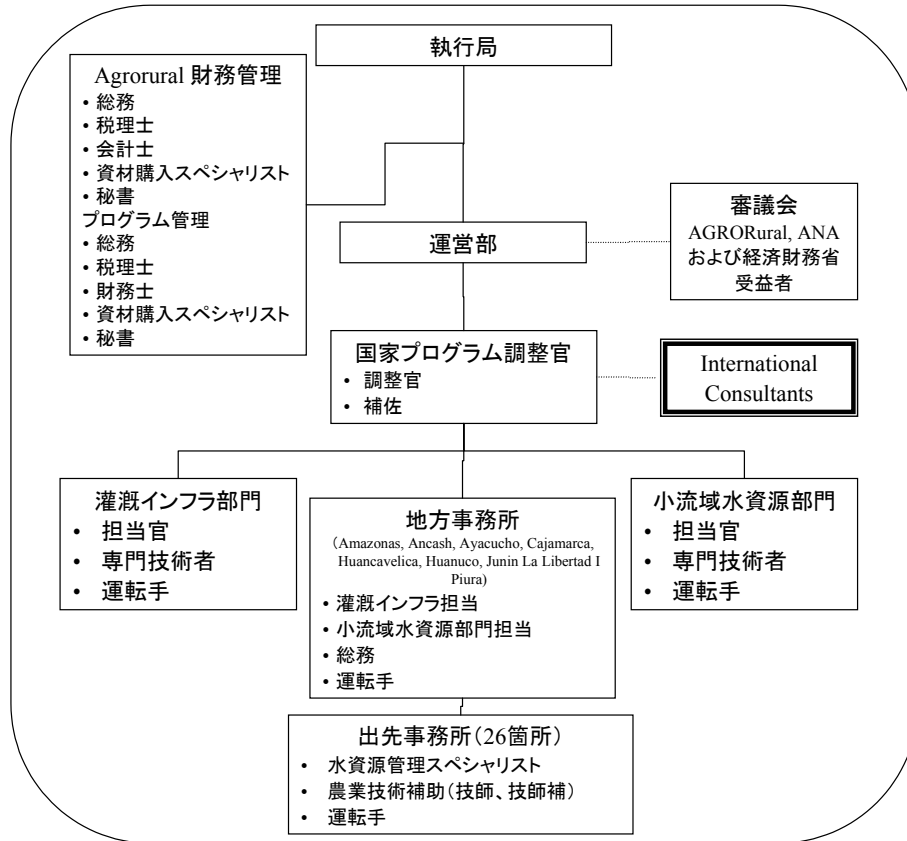 執行局
Agrorural 財務管理
• 総務
• 税理士
• 会計士
• 資材購入スペシャリスト
• 秘書
プログラム管理
• 総務
• 税理士
• 財務士
• 資材購入スペシャリスト
• 秘書
運営部
審議会
AGRORural, ANA
および経済財務省
受益者
国家プログラム調整官
• 調整官
• 補佐
International
Consultants
灌漑インフラ部門
• 担当官
• 専門技術者
• 運転手
地方事務所
(Amazonas, Ancash, Ayacucho, Cajamarca,
Huancavelica, Huanuco, Junin La Libertad I
Piura)
• 灌漑インフラ担当
• 小流域水資源部門担当
• 総務
• 運転手
小流域水資源部門
• 担当官
• 専門技術者
• 運転手
出先事務所(26箇所)
• 水資源管理スペシャリスト
• 農業技術補助(技師、技師補)
• 運転手